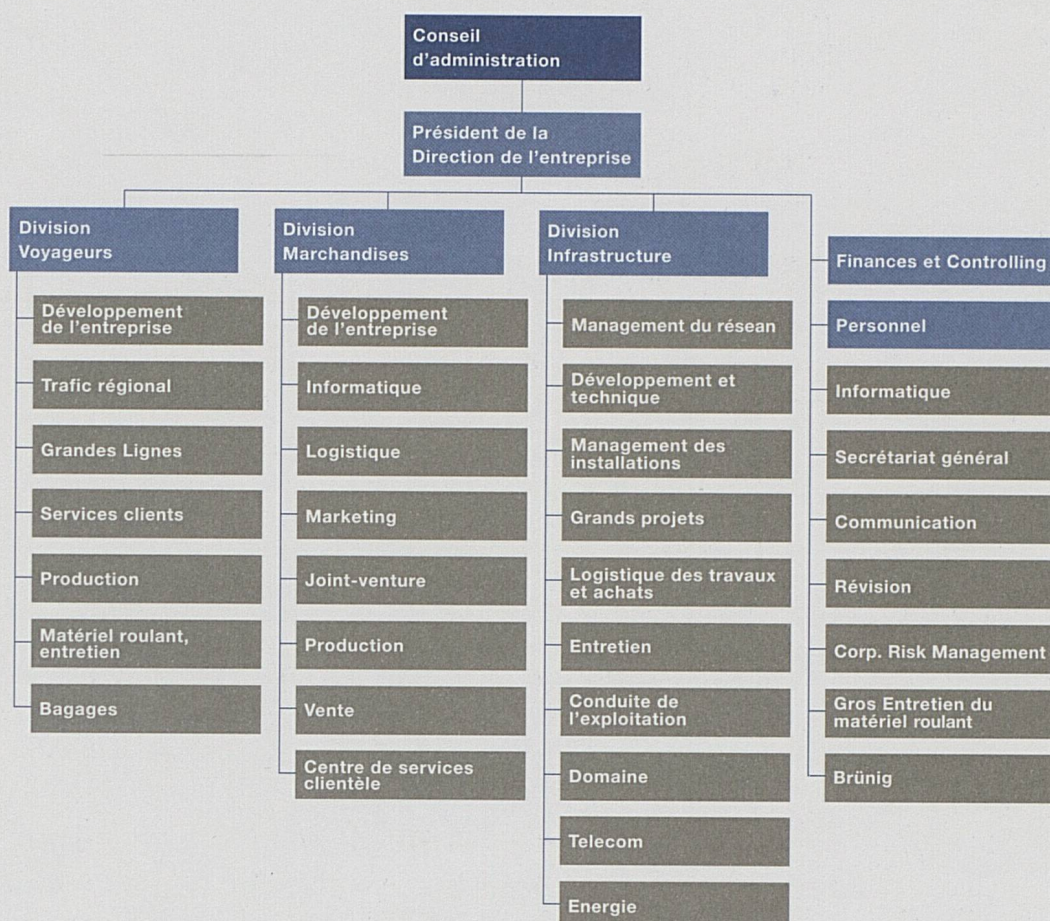 Conseil
d'administration
Président de la
Direction de l'entreprise
Division
Voyageurs
Développement
de l'entreprise
Trafic régional
Grandes Lignes
Services clients
Production
Matériel roulant,
entretien
Bagages
Division
Marchandises
Développement
de l'entreprise
Informatique
Logistique
Marketing
Joint-venture
Production
Vente
Centre de services
clientèle
Division
Infrastructure
Management du résean
Développement et
technique
Management des
installations
Grands projets
Logistique des travaux
et achats
Entretien
Conduite de
l'exploitation
Domaine
Telecom
Energie
Finances et Controlling
Personnel
Informatique
Secrétariat général
Communication
Révision
Corp. Risk Management
Gros Entretien du
matériel roulant
Brünig